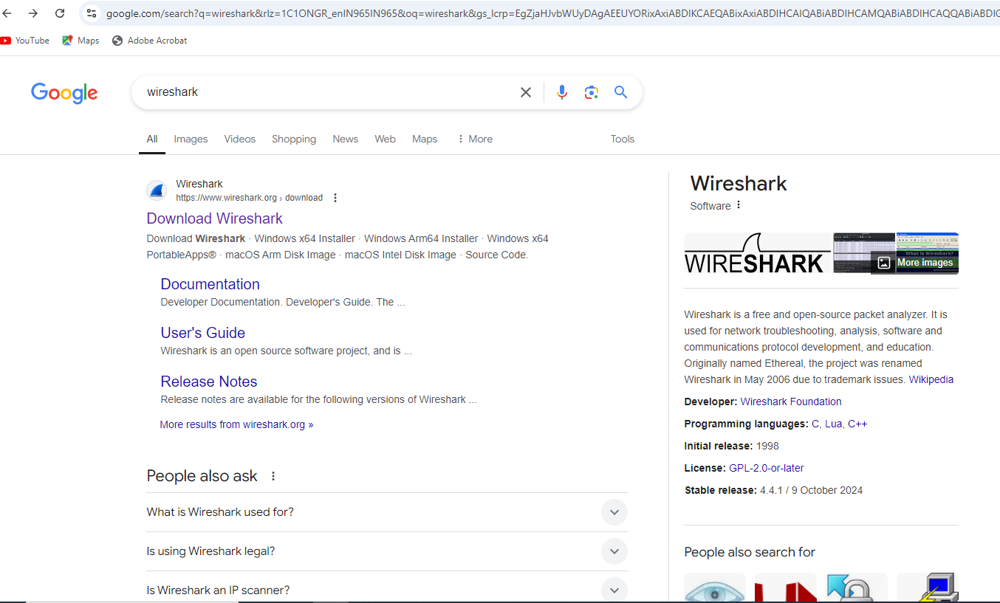 google.com/search?q=wireshark&rlz=1C1ONGR_enIN965IN965&oq=wireshark&gs_lcrp=EgZjaHJvbWUyDAgAEEUYORixAxiABDIKCAEQABixAxiABDIHCAIQABiABDIHCAMQABiABDIHCAQQABiABDIG
YouTube Maps Adobe Acrobat
Google
wireshark
All Images Videos Shopping News Web Maps More Tools
Wireshark
https://www.wireshark.org › download
Download Wireshark
Download Wireshark · Windows x64 Installer · Windows Arm64 Installer · Windows x64
PortableApps® · macOS Arm Disk Image · macOS Intel Disk Image · Source Code.
Documentation
Developer Documentation. Developer's Guide. The ...
User's Guide
Wireshark is an open source software project, and is ...
Release Notes
Release notes are available for the following versions of Wireshark ...
More results from wireshark.org »
People also ask
What is Wireshark used for?
Is using Wireshark legal?
Is Wireshark an IP scanner?
Wireshark
Software
WIRESHARK
What is Wireshark?
More images
Wireshark is a free and open-source packet analyzer. It is
used for network troubleshooting, analysis, software and
communications protocol development, and education.
Originally named Ethereal, the project was renamed
Wireshark in May 2006 due to trademark issues. Wikipedia
Developer: Wireshark Foundation
Programming languages: C, Lua, C++
Initial release: 1998
License: GPL-2.0-or-later
Stable release: 4.4.1 / 9 October 2024
People also search for